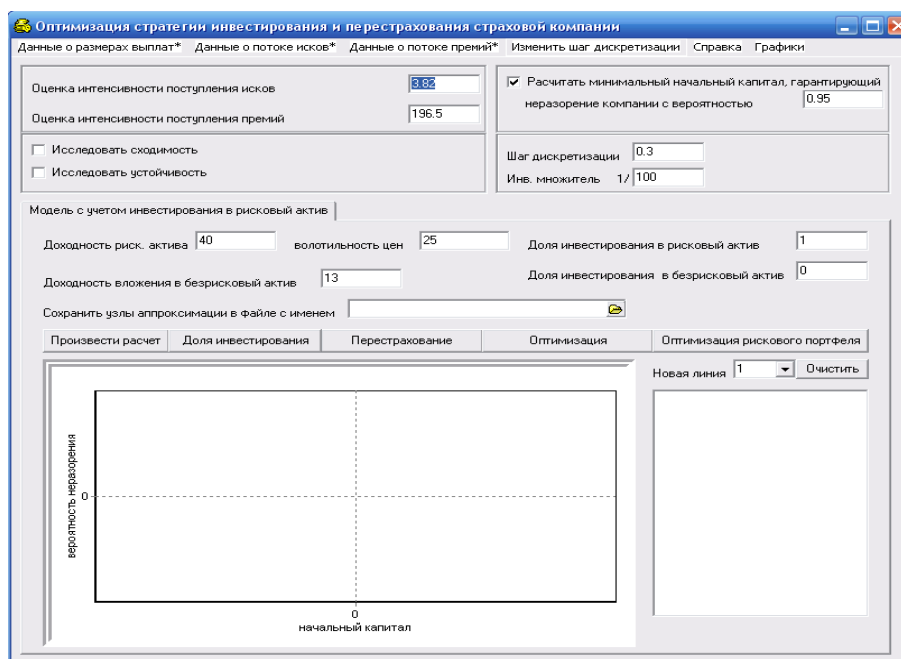 Оптимизация стратегии инвестирования и перестрахования страховой компании
Данные о размерах выплат* Данные о потоке исков* Данные о потоке премий* Изменить шаг дискретизации Справка Графики
Оценка интенсивности поступления исков 3.82
Оценка интенсивности поступления премий 196.5
Расчитать минимальный начальный капитал, гарантирующий
неразорение компании с вероятностью 0.95
Исследовать сходимость
Исследовать устойчивость
Шаг дискретизации 0.3
Инв. множитель 1/ 100
Модель с учетом инвестирования в рисковый актив
Доходность риск. актива 40 волотильность цен 25 Доля инвестирования в рисковый актив 1
Доходность вложения в безрисковый актив 13 Доля инвестирования в безрисковый актив 0
Сохранить узлы аппроксимации в файле с именем
Произвести расчет Доля инвестирования Перестрахование Оптимизация Оптимизация рискового портфеля
Новая линия 1 Очистить
вероятность неразорения
0
0
начальный капитал